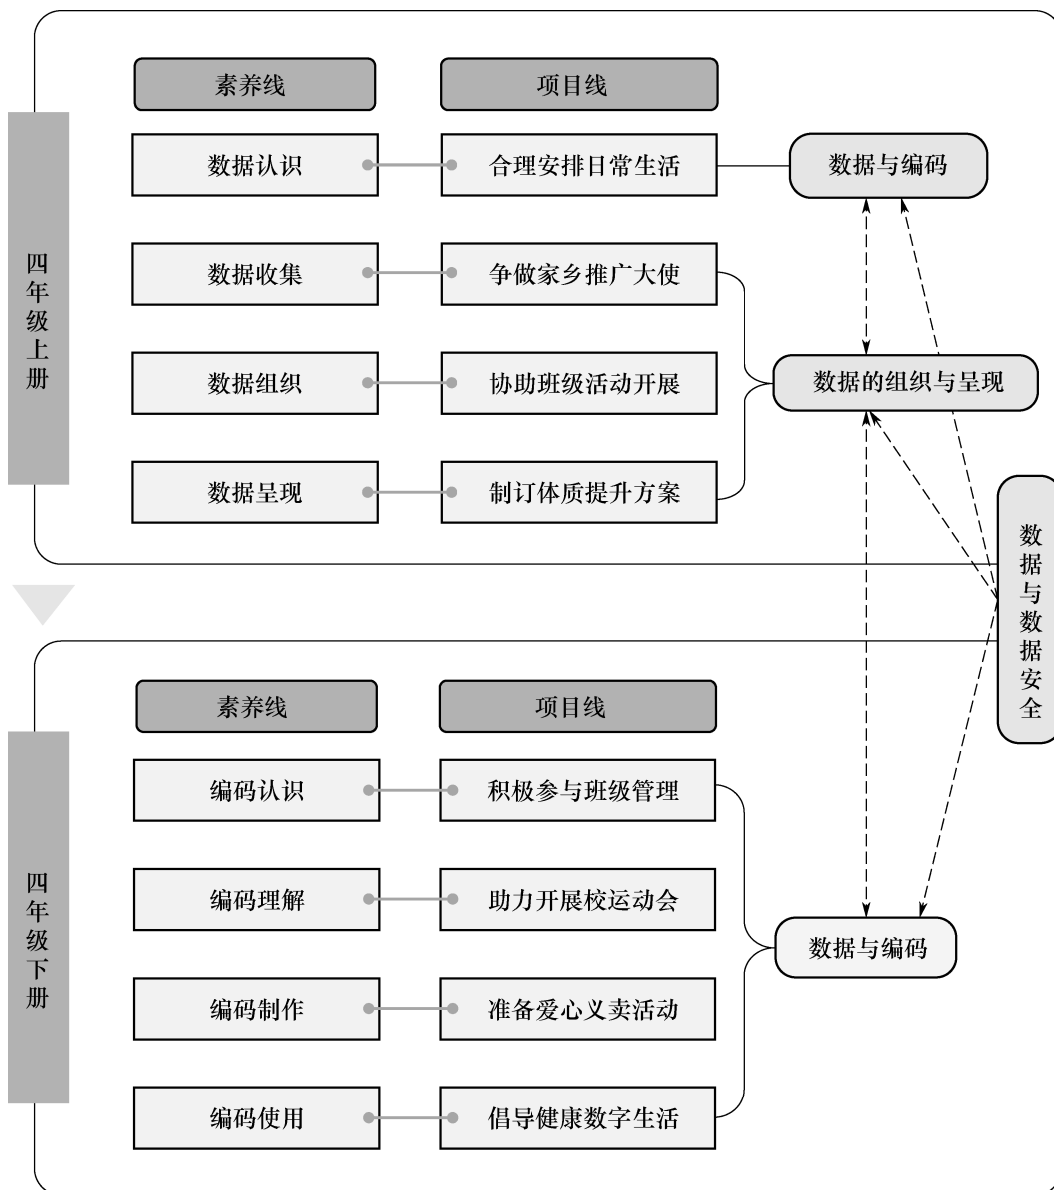 四年级上册
素养线
项目线
数据认识
合理安排日常生活
数据与编码
数据收集
争做家乡推广大使
数据组织
协助班级活动开展
数据的组织与呈现
数据呈现
制订体质提升方案
数据与数据安全
四年级下册
素养线
项目线
编码认识
积极参与班级管理
编码理解
助力开展校运动会
数据与编码
编码制作
准备爱心义卖活动
编码使用
倡导健康数字生活